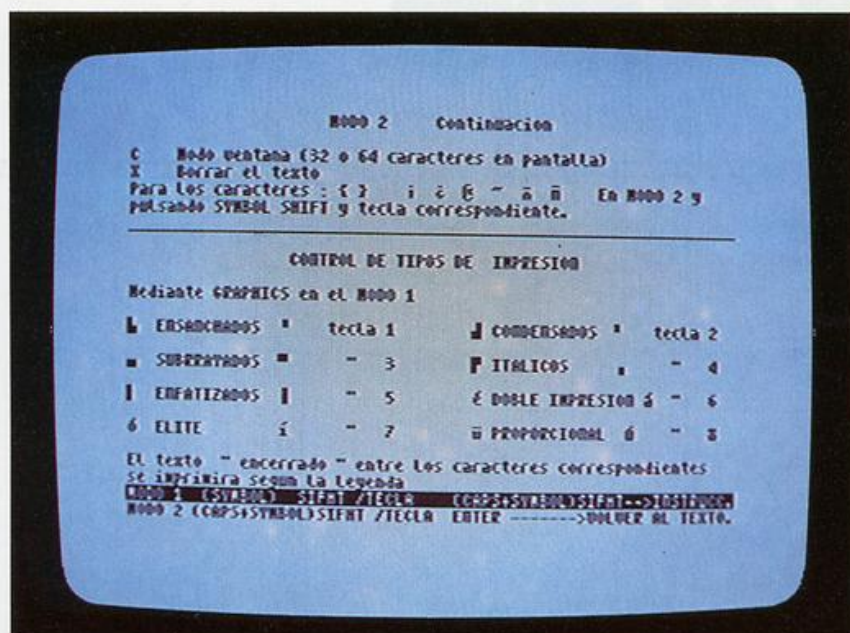 MODO 2 Continuacion
C Modo ventana (32 o 64 caracteres en pantalla)
X Borrar el texto
Para los caracteres : { } ¡ ¿ @ ~ ā ñ En MODO 2 y
pulsando SYMBOL SHIFT y tecla correspondiente.
CONTROL DE TIPOS DE IMPRESION
Mediante GRAPHICS en el MODO 1
▙ ENSANCHADOS ▝ tecla 1 ▟ CONDENSADOS ▝ tecla 2
▄ SUBRRAYADOS ▀ " 3 ▛ ITALICOS ▗ " 4
▌ ENFATIZADOS ▌ " 5 é DOBLE IMPRESION á " 6
ó ELITE í " 7 ü PROPORCIONAL ú " 8
El texto " encerrado " entre los caracteres correspondientes
se imprimira segun la leyenda
MODO 1 (SYMBOL) SIFHT /TECLA (CAPS+SYMBOL)SIFHT-->INSTRUCC.
MODO 2 (CAPS+SYMBOL)SIFHT /TECLA ENTER ------->VOLVER AL TEXTO.